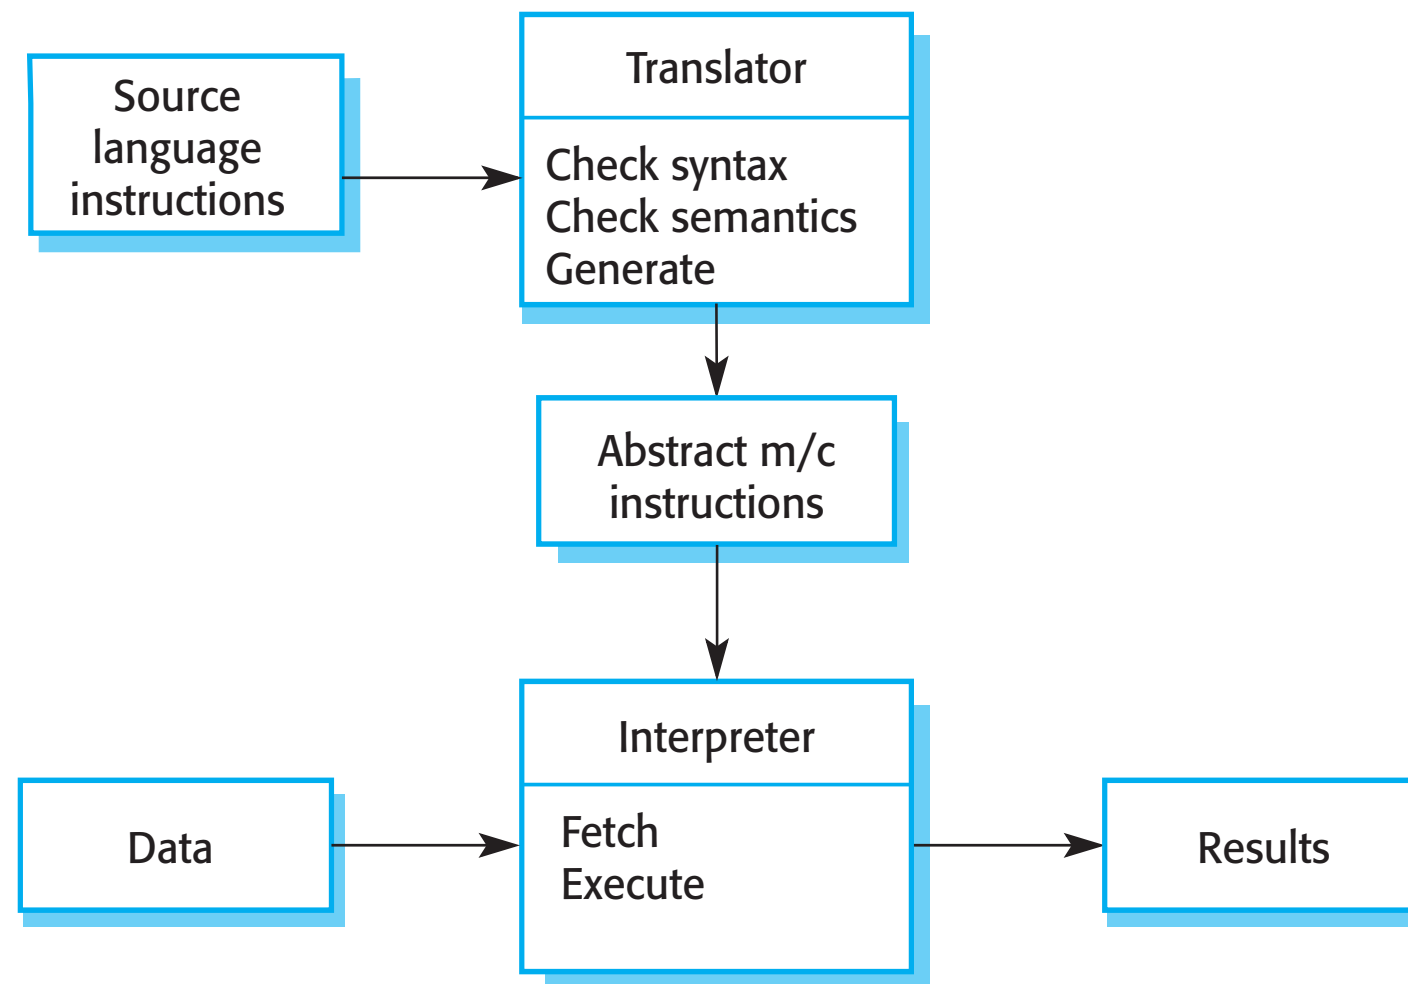 Source
language
instructions
Translator
Check syntax
Check semantics
Generate
Abstract m/c
instructions
Interpreter
Fetch
Execute
Data
Results